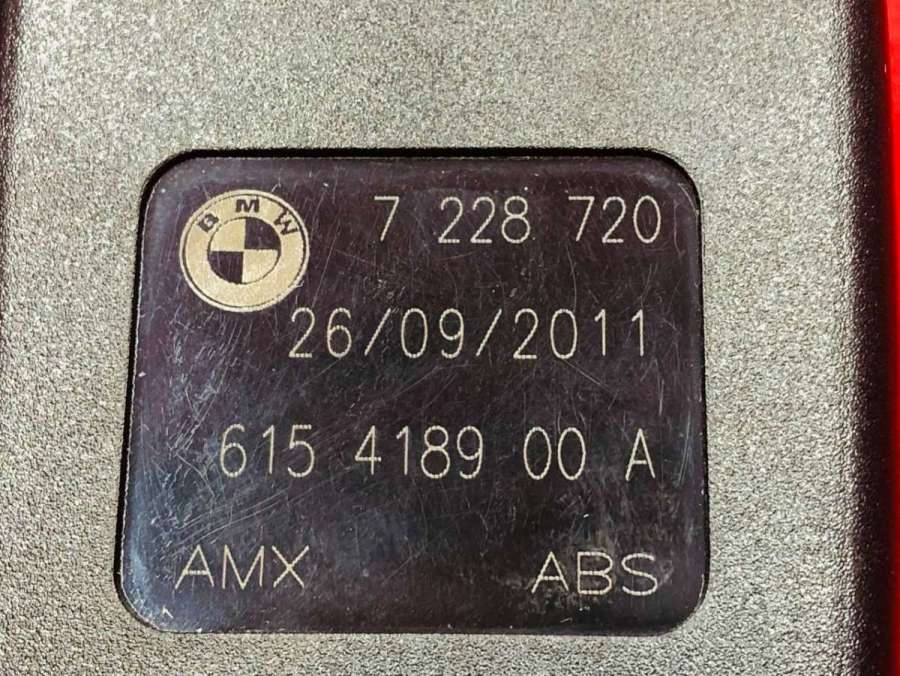 BMW
7 228 720
26/09/2011
615 4189 00 A
AMX ABS